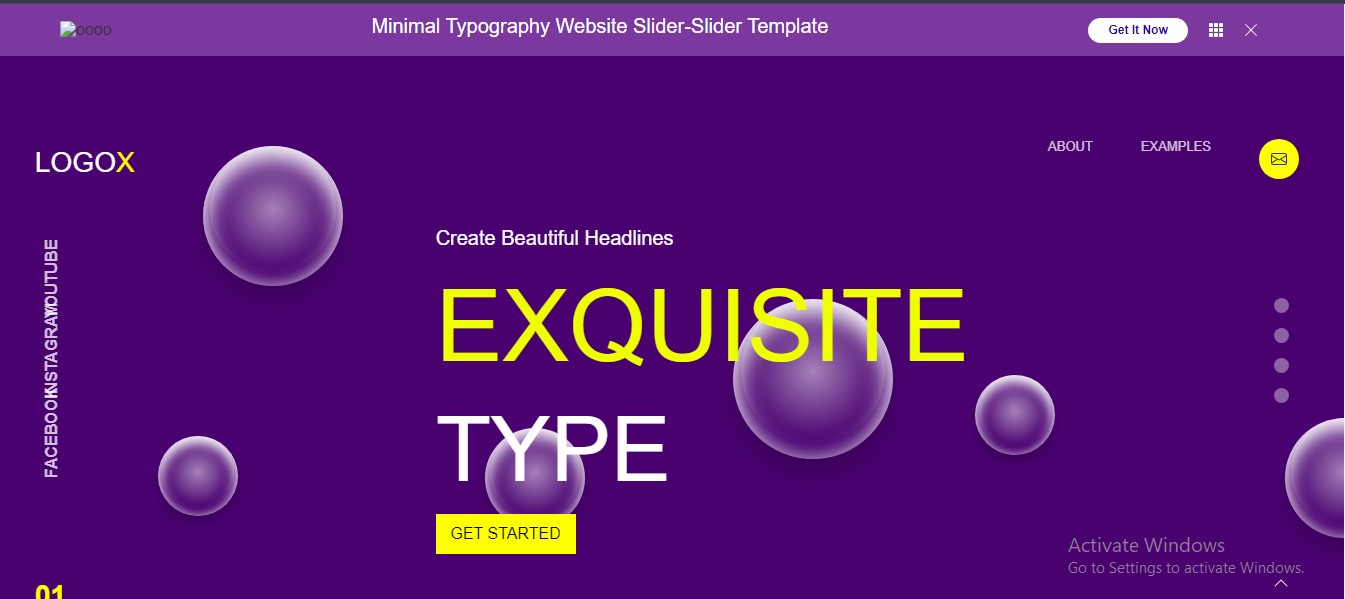 oooo
Minimal Typography Website Slider-Slider Template
Get It Now
LOGOX
ABOUT
EXAMPLES
YOUTUBE
INSTAGRAM
FACEBOOK
Create Beautiful Headlines
EXQUISITE
TYPE
GET STARTED
Activate Windows
Go to Settings to activate Windows.
01